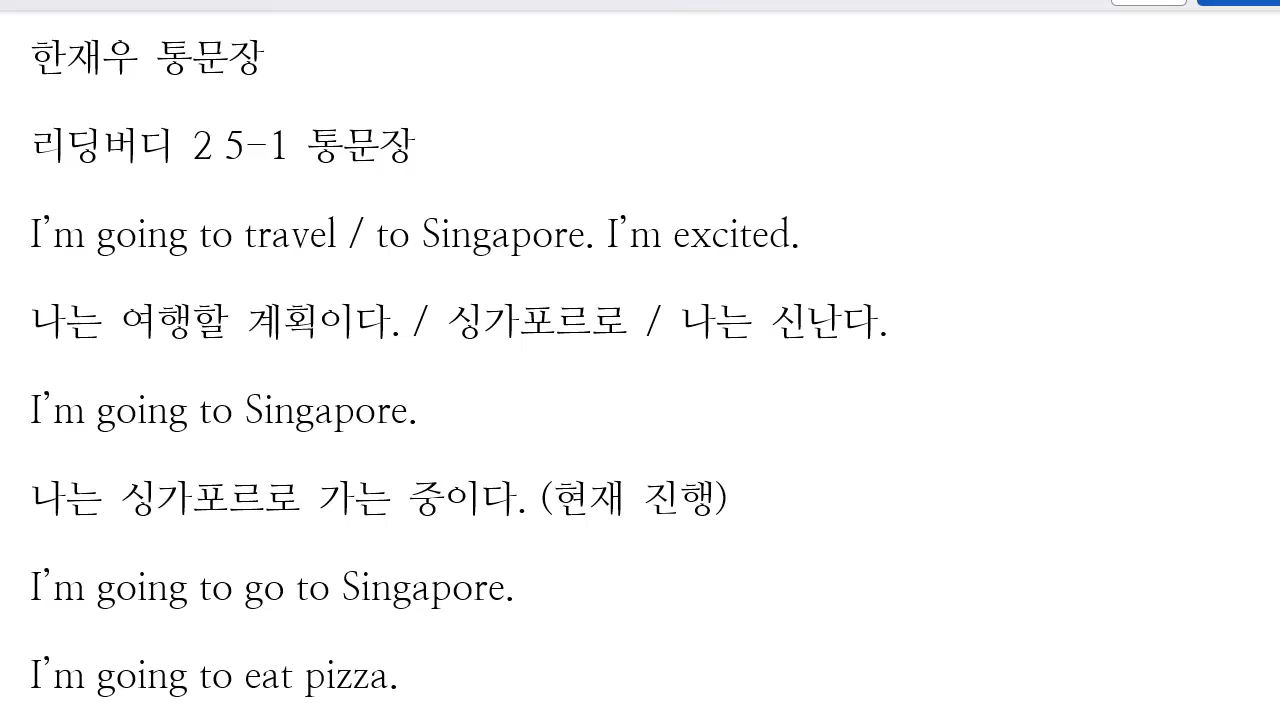 한재우 통문장
리딩버디 2 5-1 통문장
I'm going to travel / to Singapore. I'm excited.
나는 여행할 계획이다. / 싱가포르로 / 나는 신난다.
I'm going to Singapore.
나는 싱가포르로 가는 중이다. (현재 진행)
I'm going to go to Singapore.
I'm going to eat pizza.